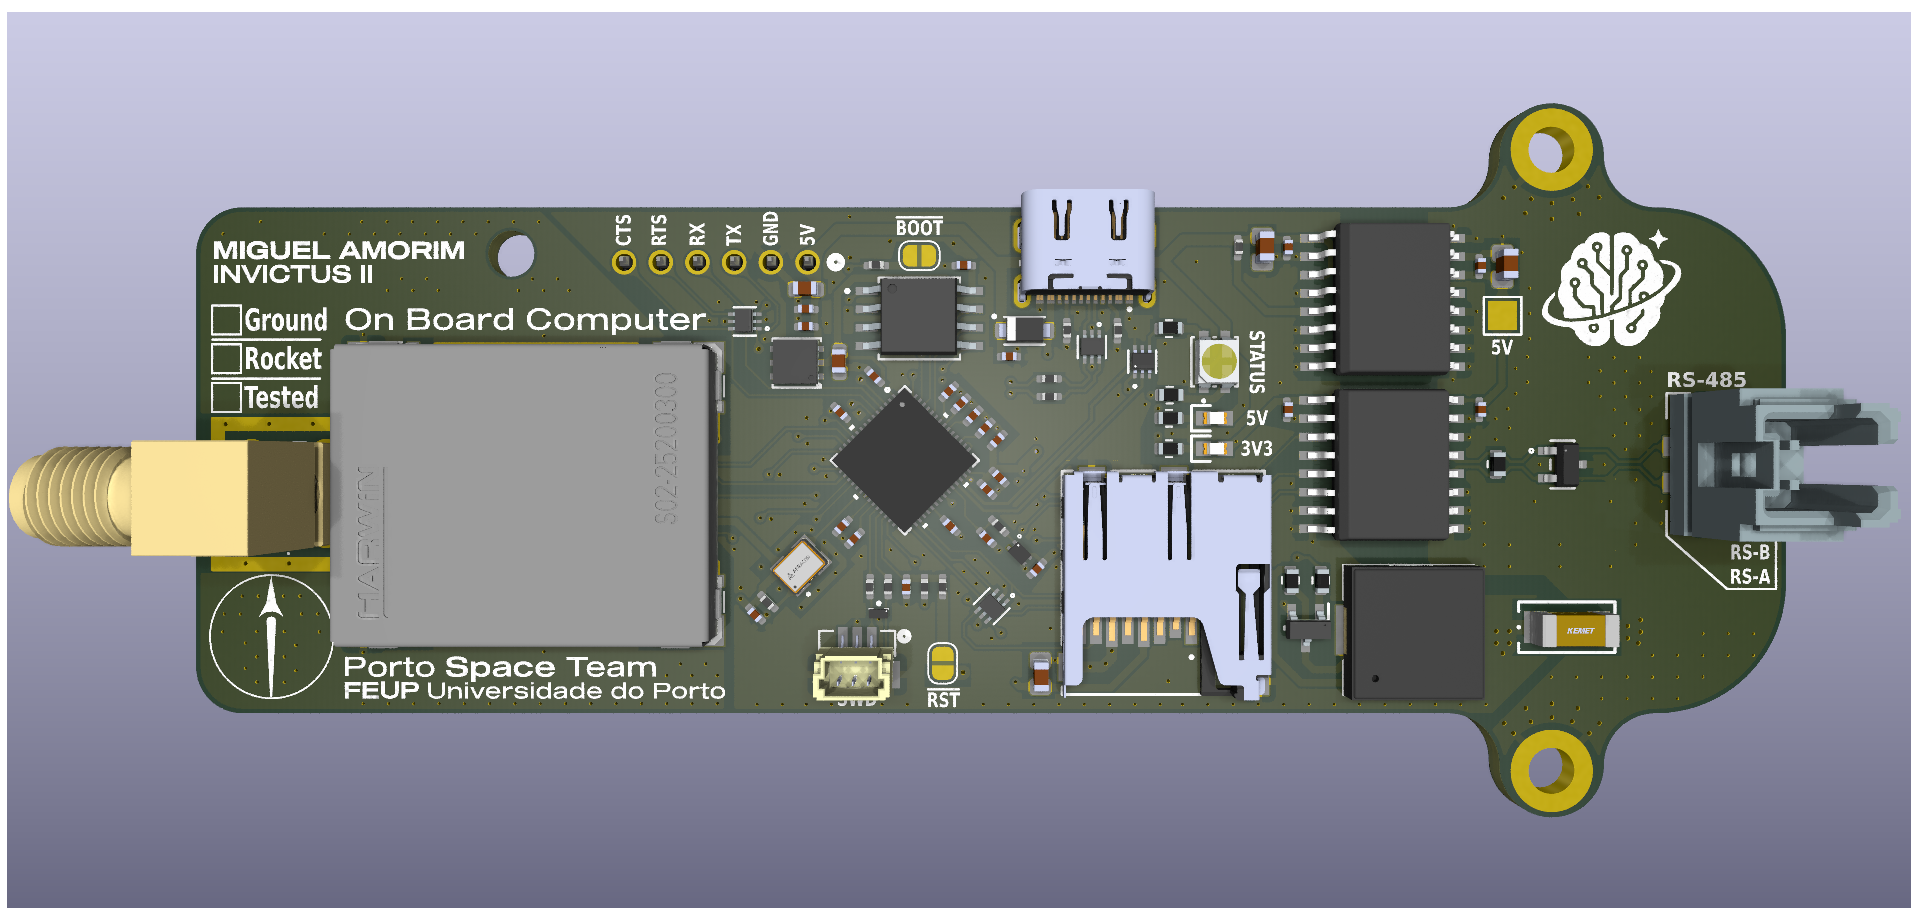 MIGUEL AMORIM
INVICTUS II
Ground
Rocket
Tested
On Board Computer
CTS
RTS
RX
TX
GND
5V
BOOT
STATUS
5V
3V3
5V
RS-485
RS-B
RS-A
HARWIN
S02-25200300
KEMET
SWD
RST
Porto Space Team
FEUP Universidade do Porto